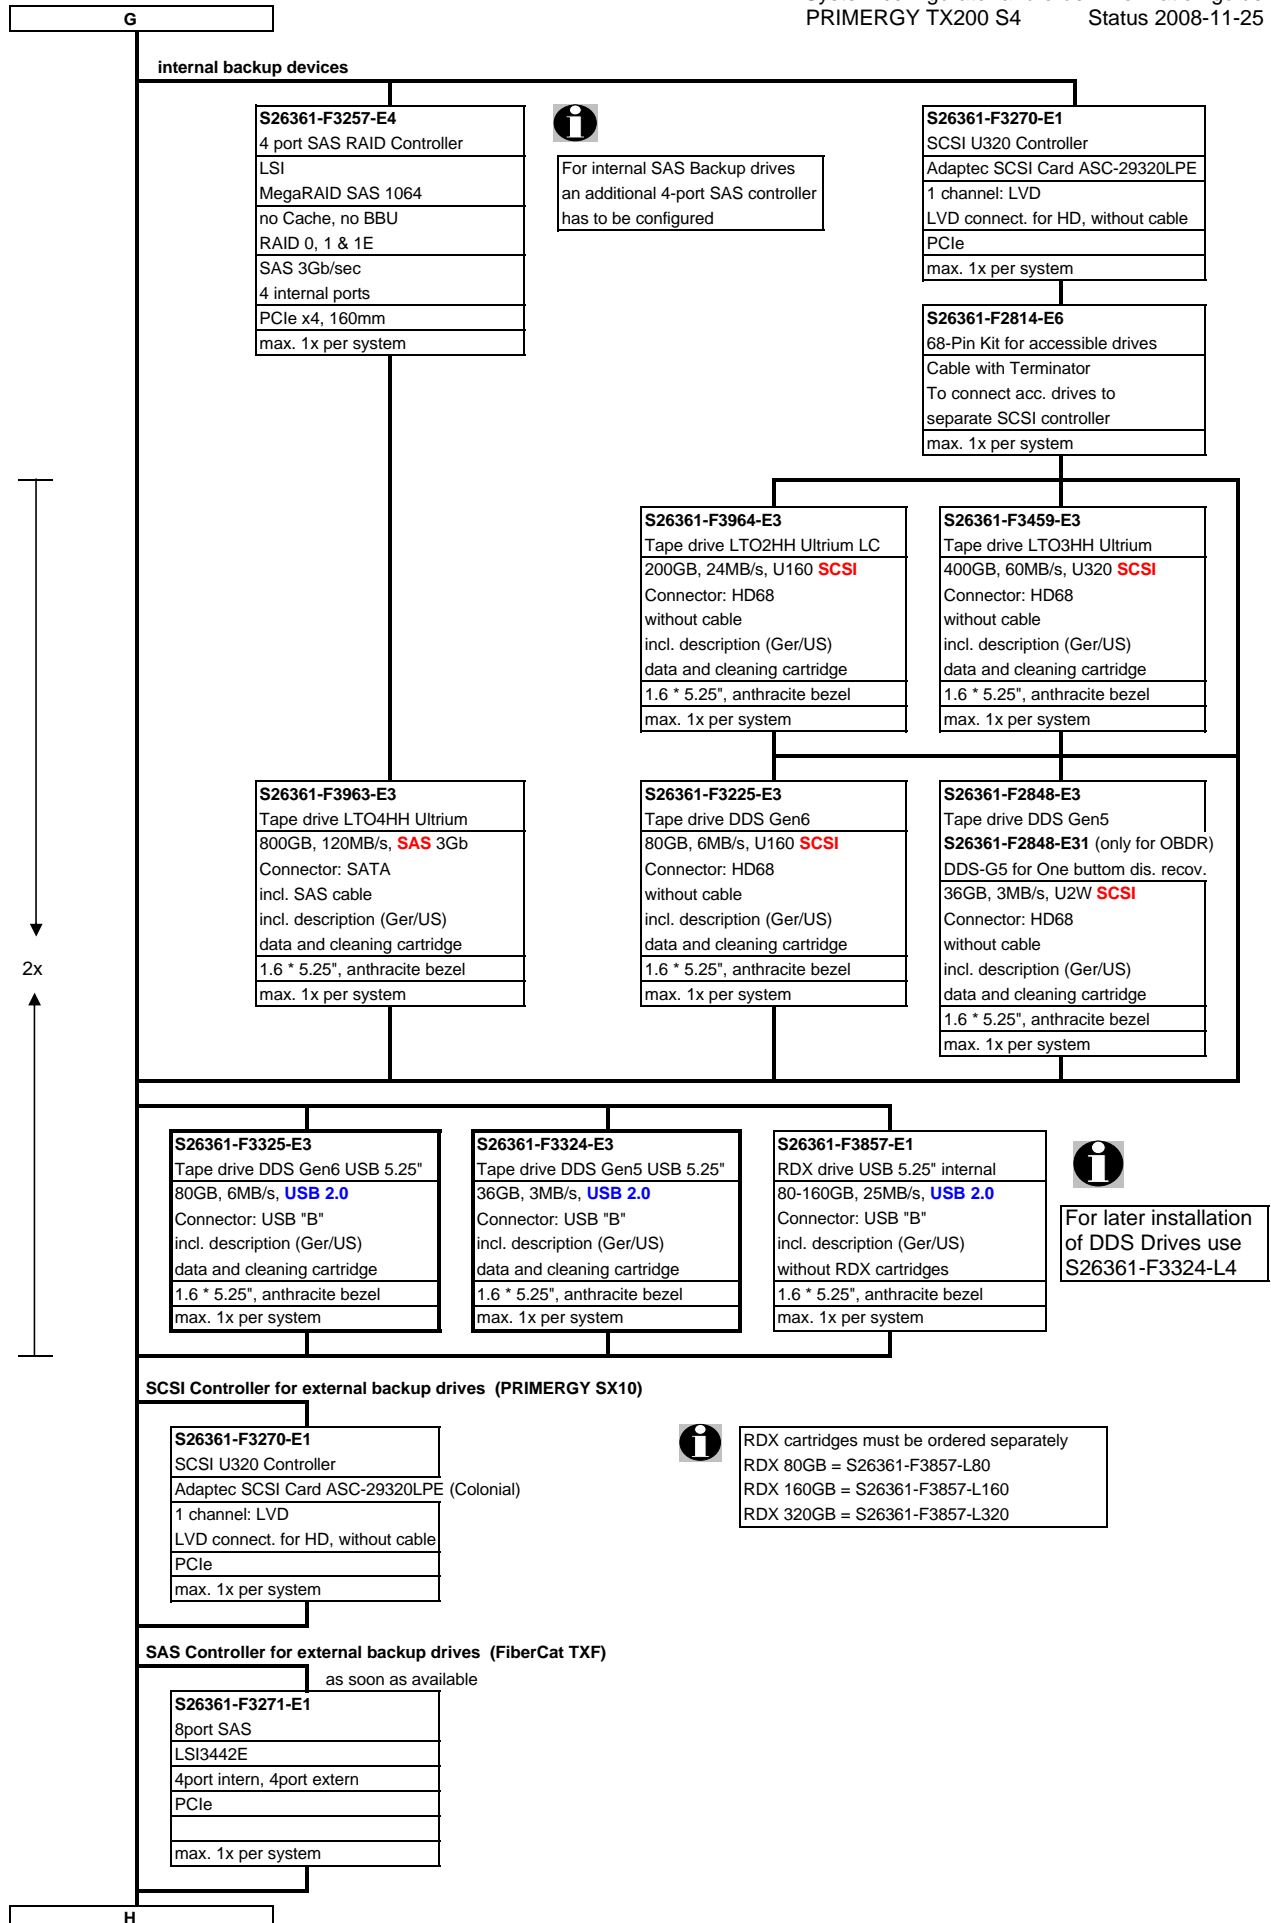 G
PRIMERGY TX200 S4 Status 2008-11-25
internal backup devices
S26361-F3257-E4
4 port SAS RAID Controller
LSI
MegaRAID SAS 1064
no Cache, no BBU
RAID 0, 1 & 1E
SAS 3Gb/sec
4 internal ports
PCIe x4, 160mm
max. 1x per system
For internal SAS Backup drives
an additional 4-port SAS controller
has to be configured
S26361-F3270-E1
SCSI U320 Controller
Adaptec SCSI Card ASC-29320LPE
1 channel: LVD
LVD connect. for HD, without cable
PCIe
max. 1x per system
S26361-F2814-E6
68-Pin Kit for accessible drives
Cable with Terminator
To connect acc. drives to
separate SCSI controller
max. 1x per system
S26361-F3964-E3
Tape drive LTO2HH Ultrium LC
200GB, 24MB/s, U160 SCSI
Connector: HD68
without cable
incl. description (Ger/US)
data and cleaning cartridge
1.6 * 5.25", anthracite bezel
max. 1x per system
S26361-F3459-E3
Tape drive LTO3HH Ultrium
400GB, 60MB/s, U320 SCSI
Connector: HD68
without cable
incl. description (Ger/US)
data and cleaning cartridge
1.6 * 5.25", anthracite bezel
max. 1x per system
S26361-F3963-E3
Tape drive LTO4HH Ultrium
800GB, 120MB/s, SAS 3Gb
Connector: SATA
incl. SAS cable
incl. description (Ger/US)
data and cleaning cartridge
1.6 * 5.25", anthracite bezel
max. 1x per system
S26361-F3225-E3
Tape drive DDS Gen6
80GB, 6MB/s, U160 SCSI
Connector: HD68
without cable
incl. description (Ger/US)
data and cleaning cartridge
1.6 * 5.25", anthracite bezel
max. 1x per system
S26361-F2848-E3
Tape drive DDS Gen5
S26361-F2848-E31 (only for OBDR)
DDS-G5 for One buttom dis. recov.
36GB, 3MB/s, U2W SCSI
Connector: HD68
without cable
incl. description (Ger/US)
data and cleaning cartridge
1.6 * 5.25", anthracite bezel
max. 1x per system
2x
S26361-F3325-E3
Tape drive DDS Gen6 USB 5.25"
80GB, 6MB/s, USB 2.0
Connector: USB "B"
incl. description (Ger/US)
data and cleaning cartridge
1.6 * 5.25", anthracite bezel
max. 1x per system
S26361-F3324-E3
Tape drive DDS Gen5 USB 5.25"
36GB, 3MB/s, USB 2.0
Connector: USB "B"
incl. description (Ger/US)
data and cleaning cartridge
1.6 * 5.25", anthracite bezel
max. 1x per system
S26361-F3857-E1
RDX drive USB 5.25" internal
80-160GB, 25MB/s, USB 2.0
Connector: USB "B"
incl. description (Ger/US)
without RDX cartridges
1.6 * 5.25", anthracite bezel
max. 1x per system
For later installation
of DDS Drives use
S26361-F3324-L4
SCSI Controller for external backup drives (PRIMERGY SX10)
S26361-F3270-E1
SCSI U320 Controller
Adaptec SCSI Card ASC-29320LPE (Colonial)
1 channel: LVD
LVD connect. for HD, without cable
PCIe
max. 1x per system
RDX cartridges must be ordered separately
RDX 80GB = S26361-F3857-L80
RDX 160GB = S26361-F3857-L160
RDX 320GB = S26361-F3857-L320
SAS Controller for external backup drives (FiberCat TXF)
as soon as available
S26361-F3271-E1
8port SAS
LSI3442E
4port intern, 4port extern
PCIe
max. 1x per system
H